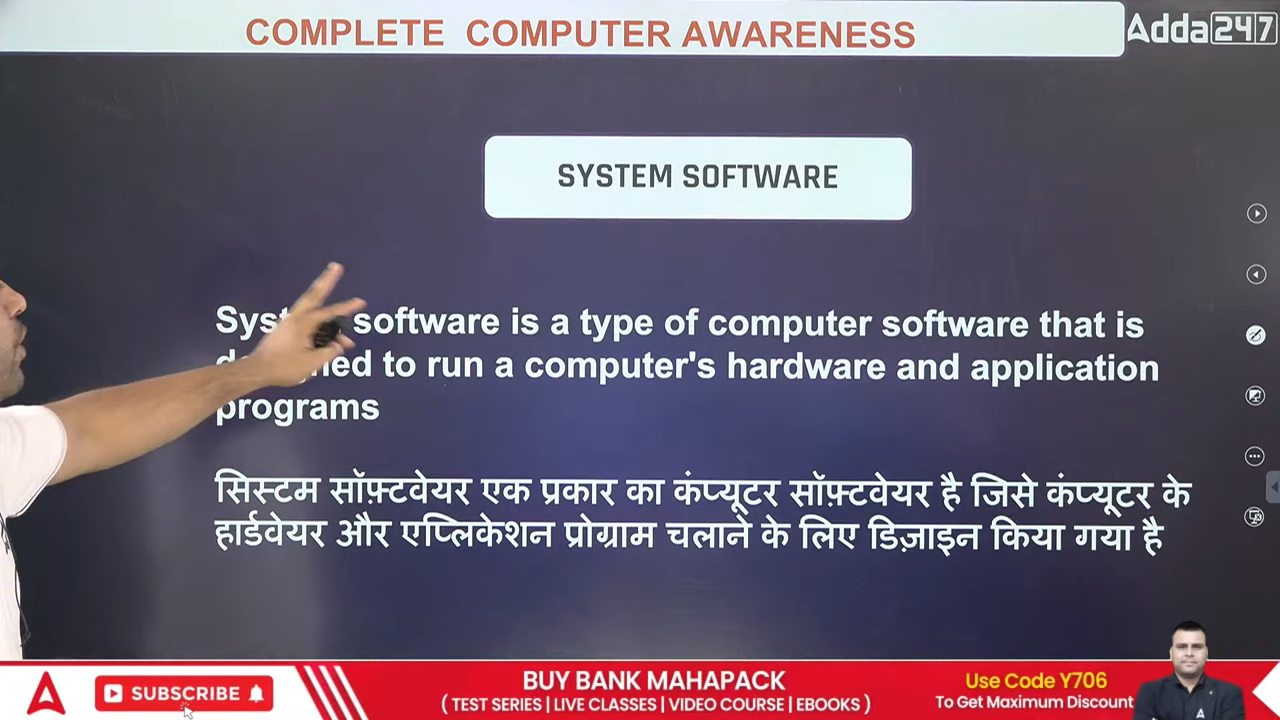 COMPLETE COMPUTER AWARENESS
Adda247
SYSTEM SOFTWARE
software is a type of computer software that is
to run a computer's hardware and application
programs
सिस्टम सॉफ़्टवेयर एक प्रकार का कंप्यूटर सॉफ़्टवेयर है जिसे कंप्यूटर के
हार्डवेयर और एप्लिकेशन प्रोग्राम चलाने के लिए डिज़ाइन किया गया है
SUBSCRIBE
BUY BANK MAHAPACK
( TEST SERIES | LIVE CLASSES | VIDEO COURSE | EBOOKS )
Use Code Y706
To Get Maximum Discount